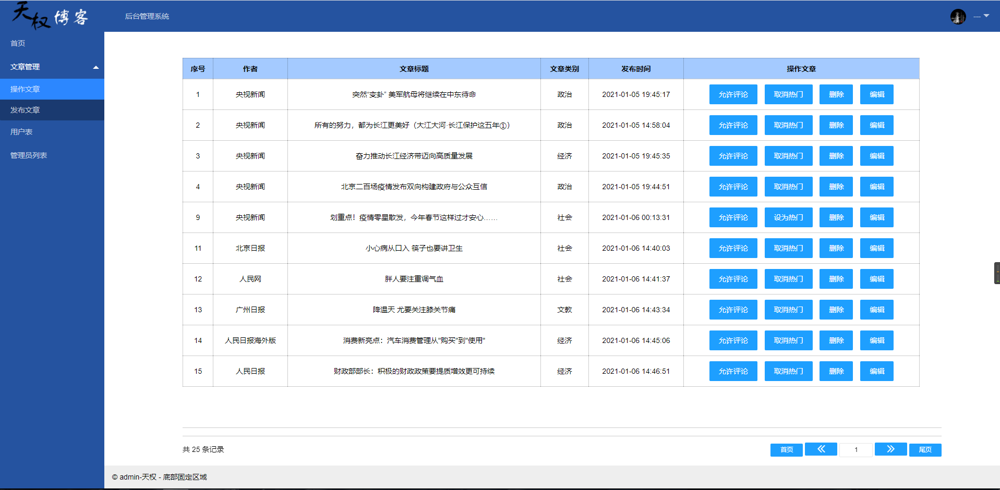 天权博客
后台管理系统
首页
文章管理
操作文章
发布文章
用户表
管理员列表
序号 作者 文章标题 文章类别 发布时间 操作文章
1 央视新闻 突然“变卦” 美军航母将继续在中东待命 政治 2021-01-05 19:45:17 允许评论 取消热门 删除 编辑
2 央视新闻 所有的努力，都为长江更美好（大江大河·长江保护这五年①） 政治 2021-01-05 14:58:04 允许评论 取消热门 删除 编辑
3 央视新闻 奋力推动长江经济带迈向高质量发展 经济 2021-01-05 19:45:35 允许评论 取消热门 删除 编辑
4 央视新闻 北京二百场疫情发布双向构建政府与公众互信 政治 2021-01-05 19:44:51 允许评论 取消热门 删除 编辑
9 央视新闻 划重点！疫情零星散发，今年春节这样过才安心…… 社会 2021-01-06 00:13:31 允许评论 设为热门 删除 编辑
11 北京日报 小心病从口入 筷子也要讲卫生 社会 2021-01-06 14:40:03 允许评论 取消热门 删除 编辑
12 人民网 胖人要注重调气血 社会 2021-01-06 14:41:37 允许评论 取消热门 删除 编辑
13 广州日报 降温天 尤要关注膝关节痛 文教 2021-01-06 14:43:34 允许评论 取消热门 删除 编辑
14 人民日报海外版 消费新亮点：汽车消费管理从"购买"到"使用" 经济 2021-01-06 14:45:06 允许评论 取消热门 删除 编辑
15 人民日报 财政部部长：积极的财政政策要提质增效更可持续 经济 2021-01-06 14:46:51 允许评论 取消热门 删除 编辑
共 25 条记录
首页 1 尾页
© admin-天权 - 底部固定区域